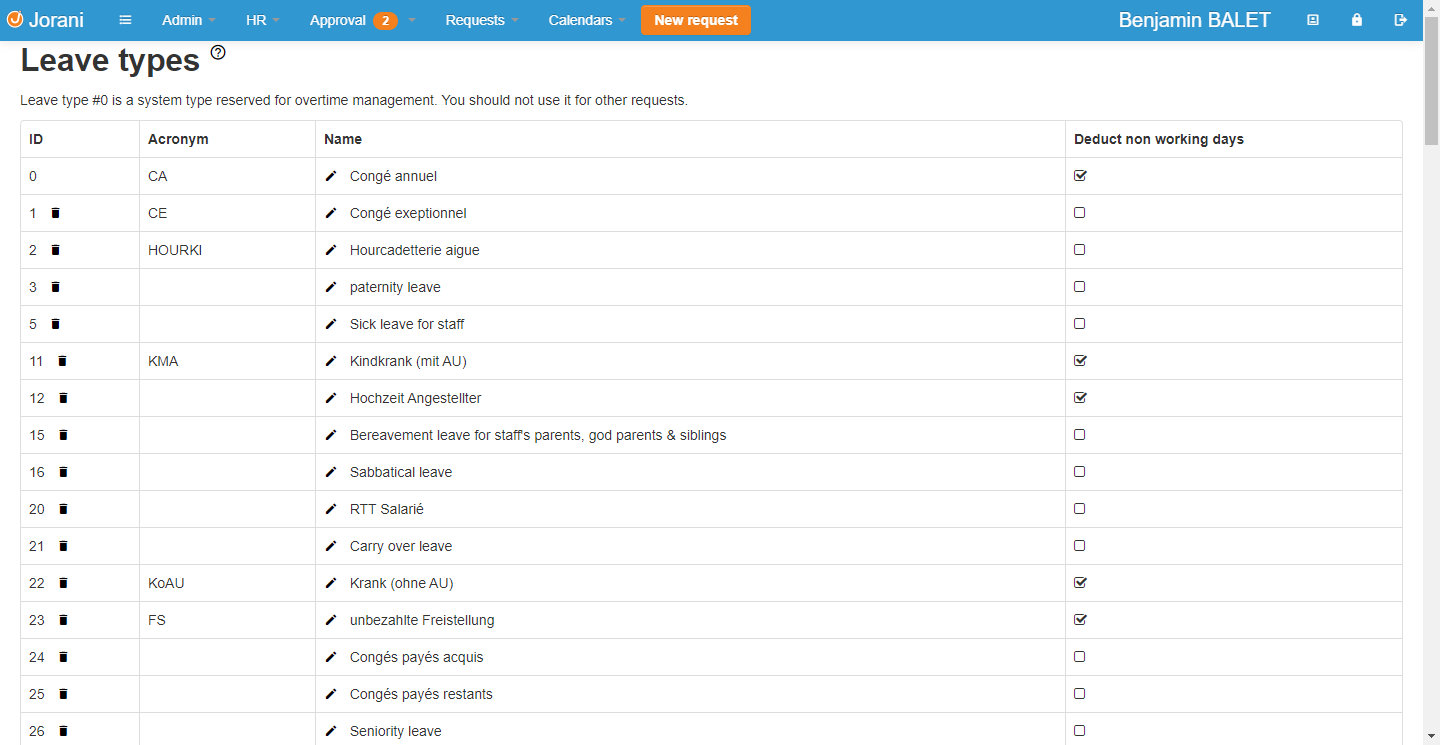 Jorani Admin HR Approval 2 Requests Calendars New request Benjamin BALET
Leave types
Leave type #0 is a system type reserved for overtime management. You should not use it for other requests.
ID Acronym Name Deduct non working days
0 CA Congé annuel
1 CE Congé exeptionnel
2 HOURKI Hourcadetterie aigue
3 paternity leave
5 Sick leave for staff
11 KMA Kindkrank (mit AU)
12 Hochzeit Angestellter
15 Bereavement leave for staff's parents, god parents & siblings
16 Sabbatical leave
20 RTT Salarié
21 Carry over leave
22 KoAU Krank (ohne AU)
23 FS unbezahlte Freistellung
24 Congés payés acquis
25 Congés payés restants
26 Seniority leave